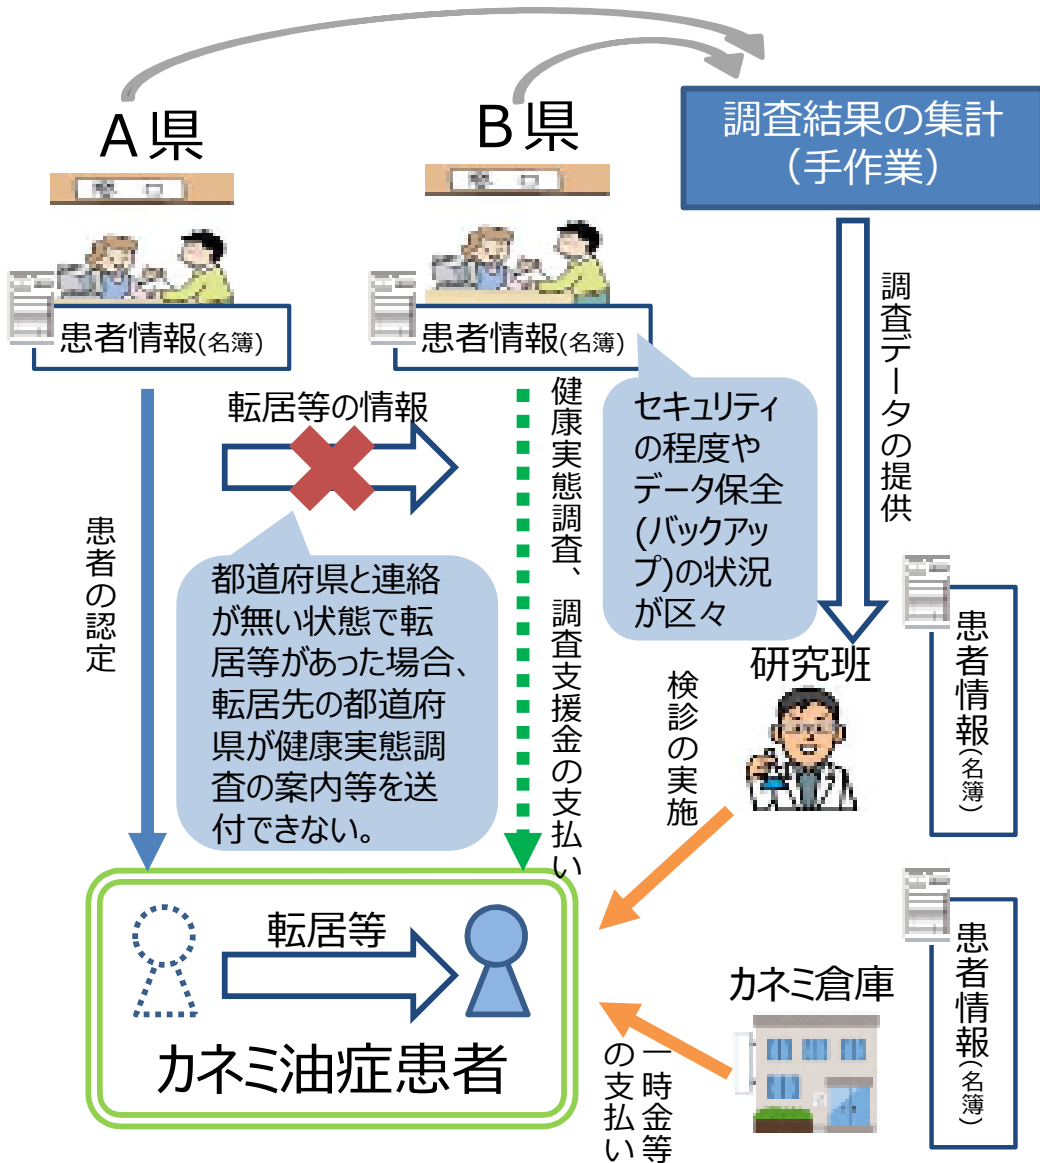 A県
B県
調査結果の集計
（手作業）
患者情報(名簿)
患者情報(名簿)
転居等の情報
患者の認定
都道府県と連絡
が無い状態で転
居等があった場合、
転居先の都道府
県が健康実態調
査の案内等を送
付できない。
健康実態調査、調査支援金の支払い
セキュリティ
の程度や
データ保全
(バックアッ
プ)の状況
が区々
調査データの提供
研究班
患者情報(名簿)
検診の実施
転居等
カネミ油症患者
カネミ倉庫
患者情報(名簿)
一時金等
の支払い